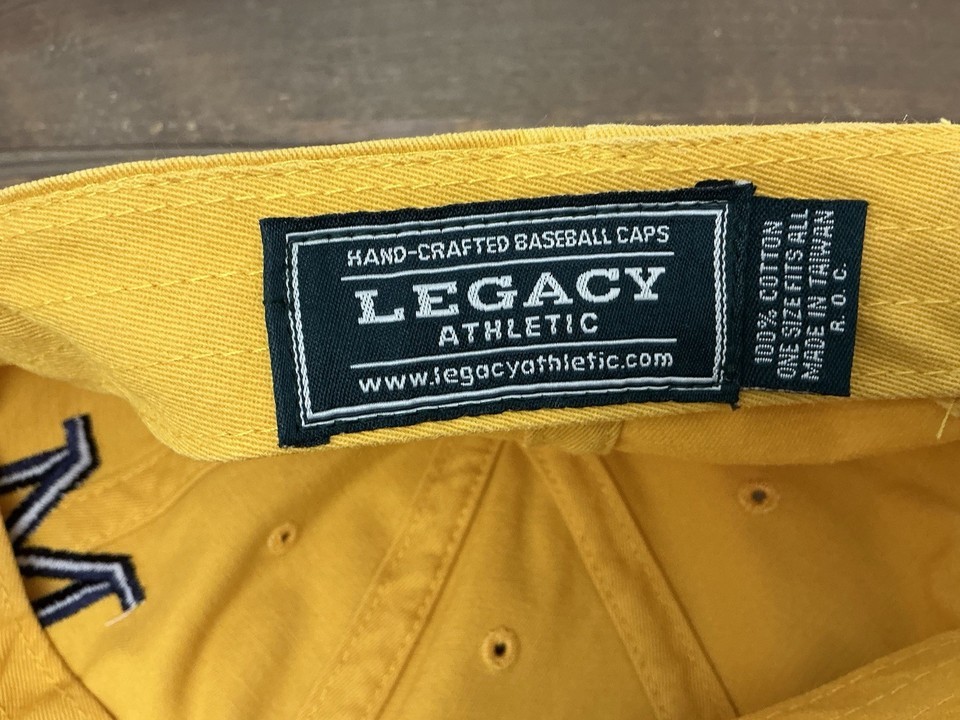 HAND-CRAFTED BASEBALL CAPS
LEGACY
ATHLETIC
www.legacyathletic.com
100% COTTON
ONE SIZE FITS ALL
MADE IN TAIWAN
R.O.C.
M